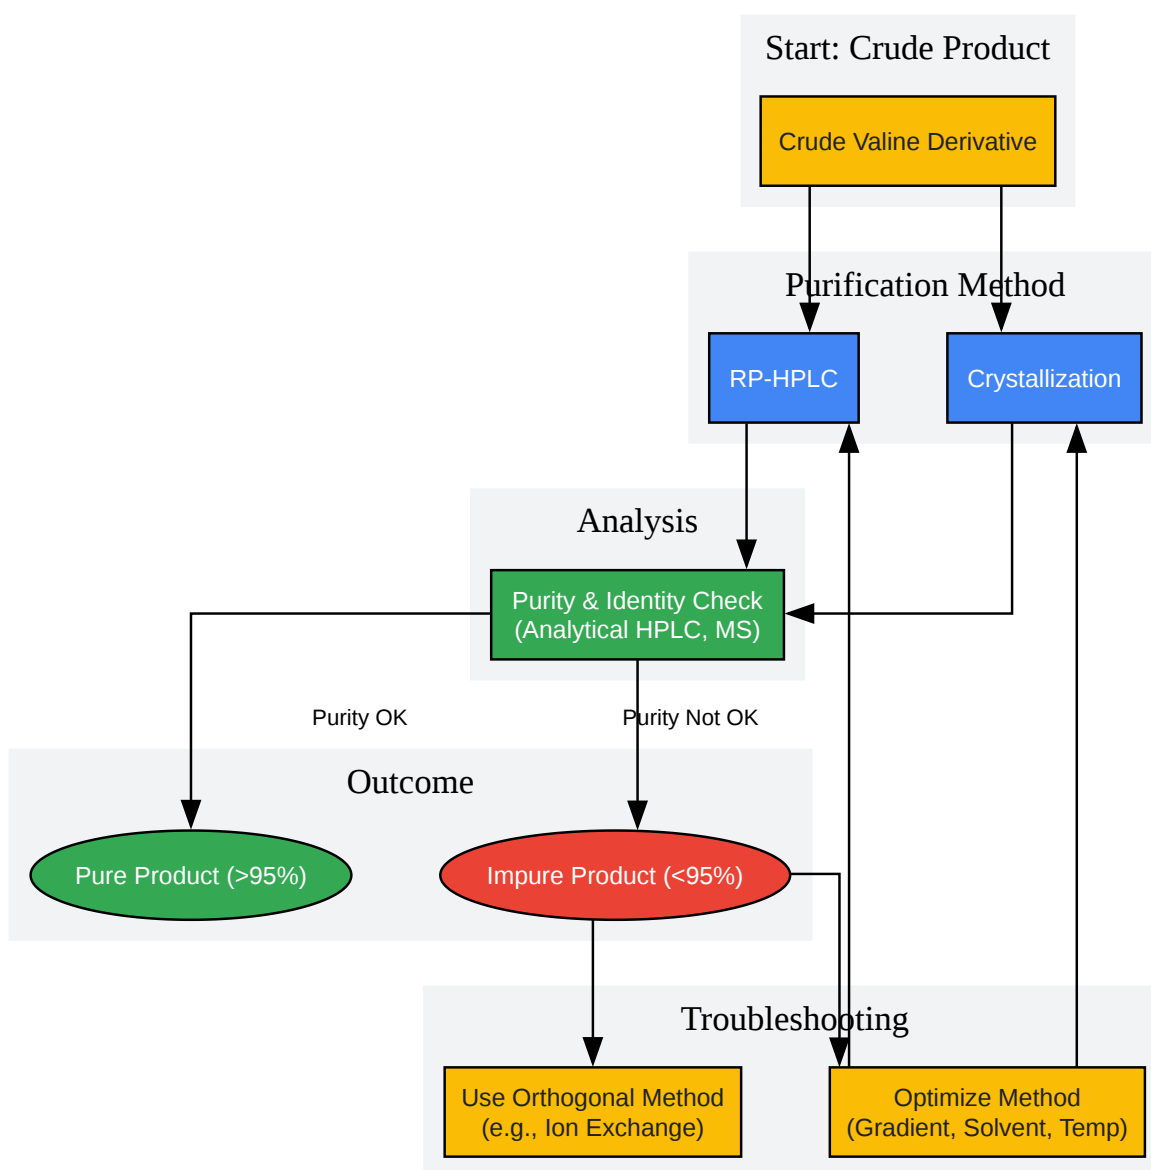 Start: Crude Product
Crude Valine Derivative
Purification Method
RP-HPLC
Crystallization
Analysis
Purity & Identity Check
(Analytical HPLC, MS)
Purity OK
Purity Not OK
Outcome
Pure Product (>95%)
Impure Product (<95%)
Troubleshooting
Use Orthogonal Method
(e.g., Ion Exchange)
Optimize Method
(Gradient, Solvent, Temp)